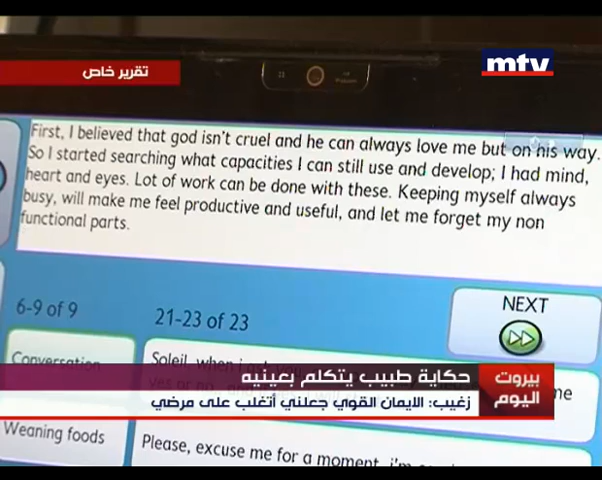 mtv
تقرير خاص
First, I believed that god isn't cruel and he can always love me but on his way.
So I started searching what capacities I can still use and develop; I had mind,
heart and eyes. Lot of work can be done with these. Keeping myself always
busy, will make me feel productive and useful, and let me forget my non
functional parts.
6-9 of 9
21-23 of 23
NEXT
Conversation
Soleil, when i
me
حكاية طبيب يتكلم بعينيه
بيروت اليوم
زغيب: الايمان القوي جعلني أتغلب على مرضي
Weaning foods
Please, excuse me for a moment, i'm